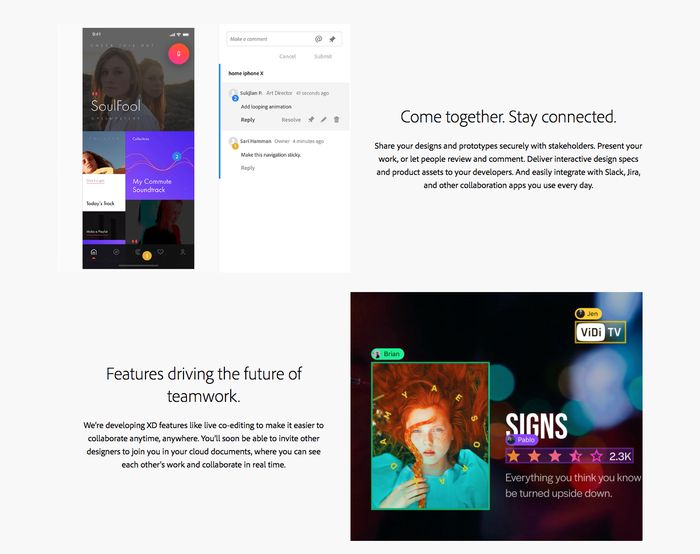 9:41
CHECK THIS OUT
SoulFool
Collections
My Commute
Soundtrack
Today's Track
Make a Playlist
1
2
Make a comment
@
Cancel Submit
home iphone X
SukjIan P. Art Director 41 seconds ago
2
Add looping animation
Reply Resolve
Sari Hamman Owner 4 minutes ago
1
Make this navigation sticky.
Reply
Come together. Stay connected.
Share your designs and prototypes securely with stakeholders. Present your
work, or let people review and comment. Deliver interactive design specs
and product assets to your developers. And easily integrate with Slack, Jira,
and other collaboration apps you use every day.
Features driving the future of
teamwork.
We're developing XD features like live co-editing to make it easier to
collaborate anytime, anywhere. You'll soon be able to invite other
designers to join you in your cloud documents, where you can see
each other's work and collaborate in real time.
Jen
ViDi TV
Brian
MYAESDARA
SIGNS
Pablo
2.3K
Everything you think you know
be turned upside down.